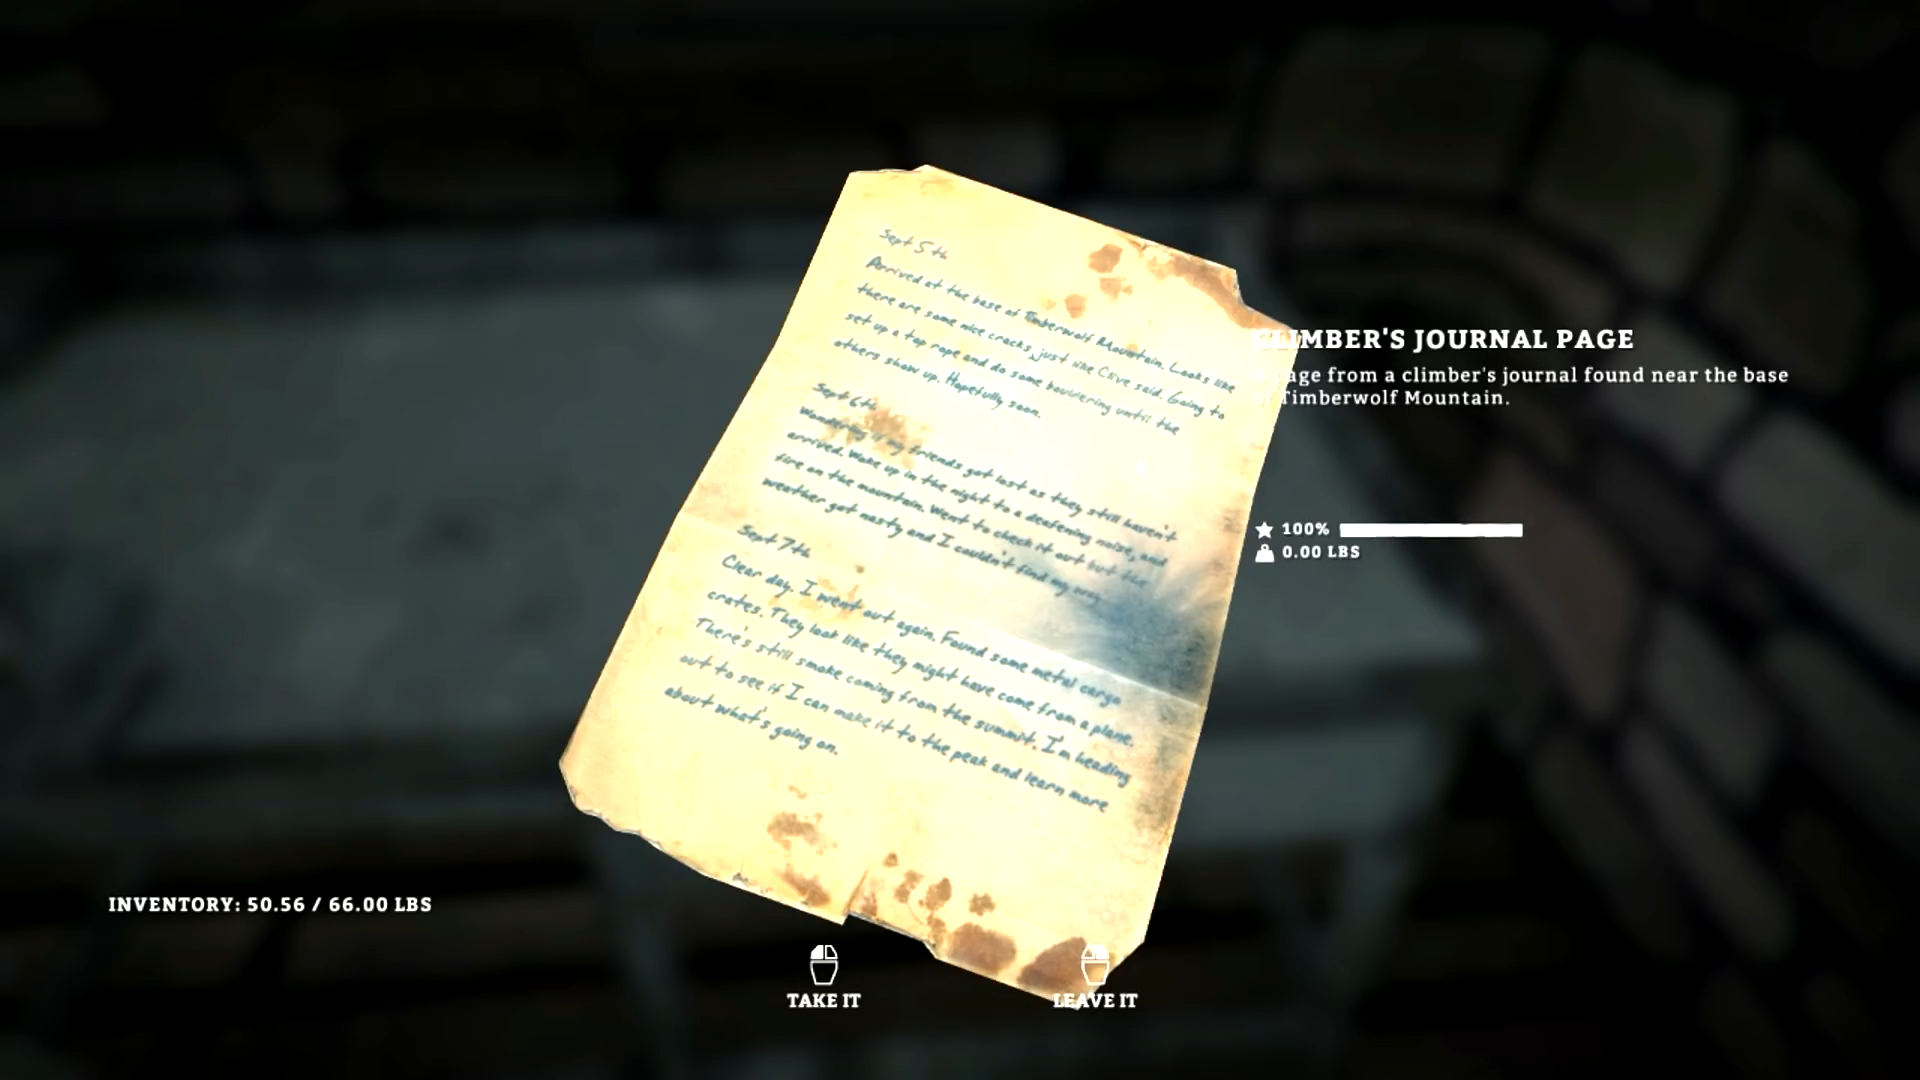 Sept 5th
Arrived at the base of Timberwolf Mountain. Looks like
there are some nice cracks, just like Clive said. Going to
set up a top rope and do some bouldering until the
others show up. Hopefully soon.
Sept 6th
Wondering if my friends got lost as they still haven't
arrived. Woke up in the night to a deafening noise, and
fire on the mountain. Went to check it out but the
weather got nasty and I couldn't find my way
Sept 7th
Clear day. I went out again. Found some metal cargo
crates. They look like they might have come from a plane.
There's still smoke coming from the summit. I'm heading
out to see if I can make it to the peak and learn more
about what's going on.
CLIMBER'S JOURNAL PAGE
page from a climber's journal found near the base
of Timberwolf Mountain.
100%
0.00 LBS
INVENTORY: 50.56 / 66.00 LBS
TAKE IT
LEAVE IT